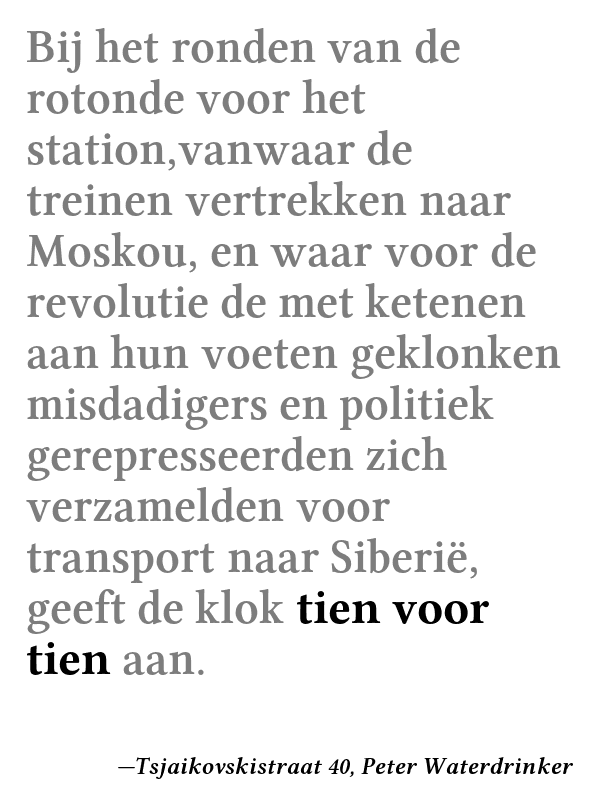 Bij het ronden van de
rotonde voor het
station,vanwaar de
treinen vertrekken naar
Moskou, en waar voor de
revolutie de met ketenen
aan hun voeten geklonken
misdadigers en politiek
gerepresseerden zich
verzamelden voor
transport naar Siberië,
geeft de klok tien voor
tien aan.
—Tsjaikovskistraat 40, Peter Waterdrinker